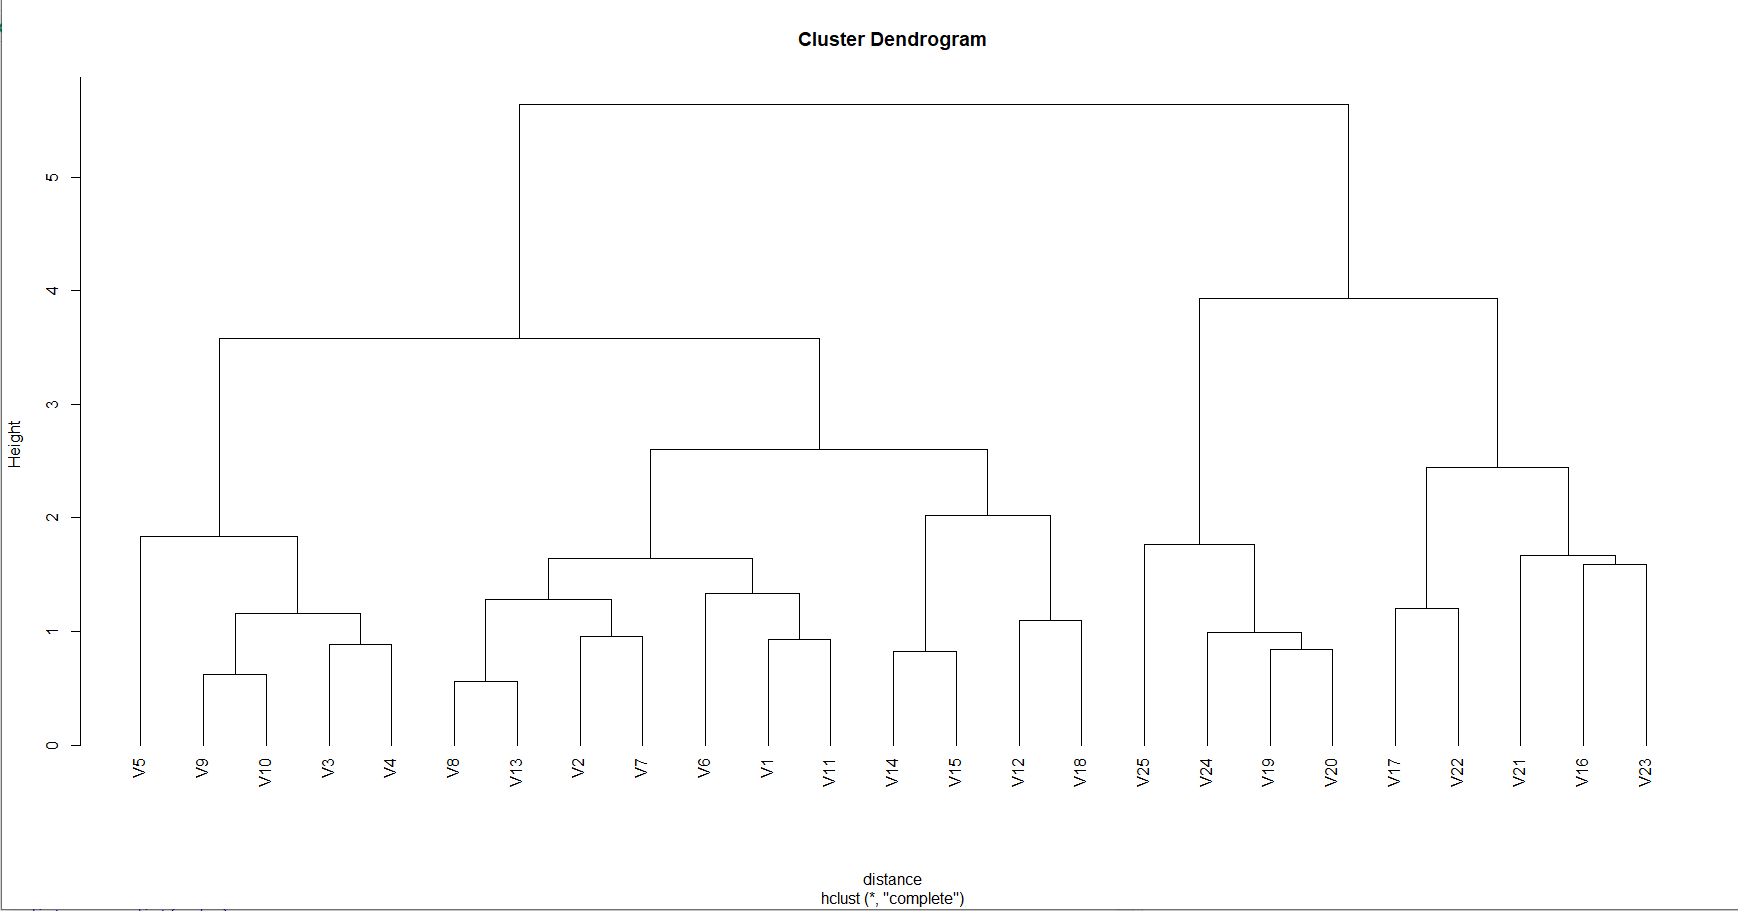 Cluster Dendrogram
Height
5
4
3
2
1
0
V5
V9
V10
V3
V4
V8
V13
V2
V7
V6
V1
V11
V14
V15
V12
V18
V25
V24
V19
V20
V17
V22
V21
V16
V23
distance
hclust (*, "complete")